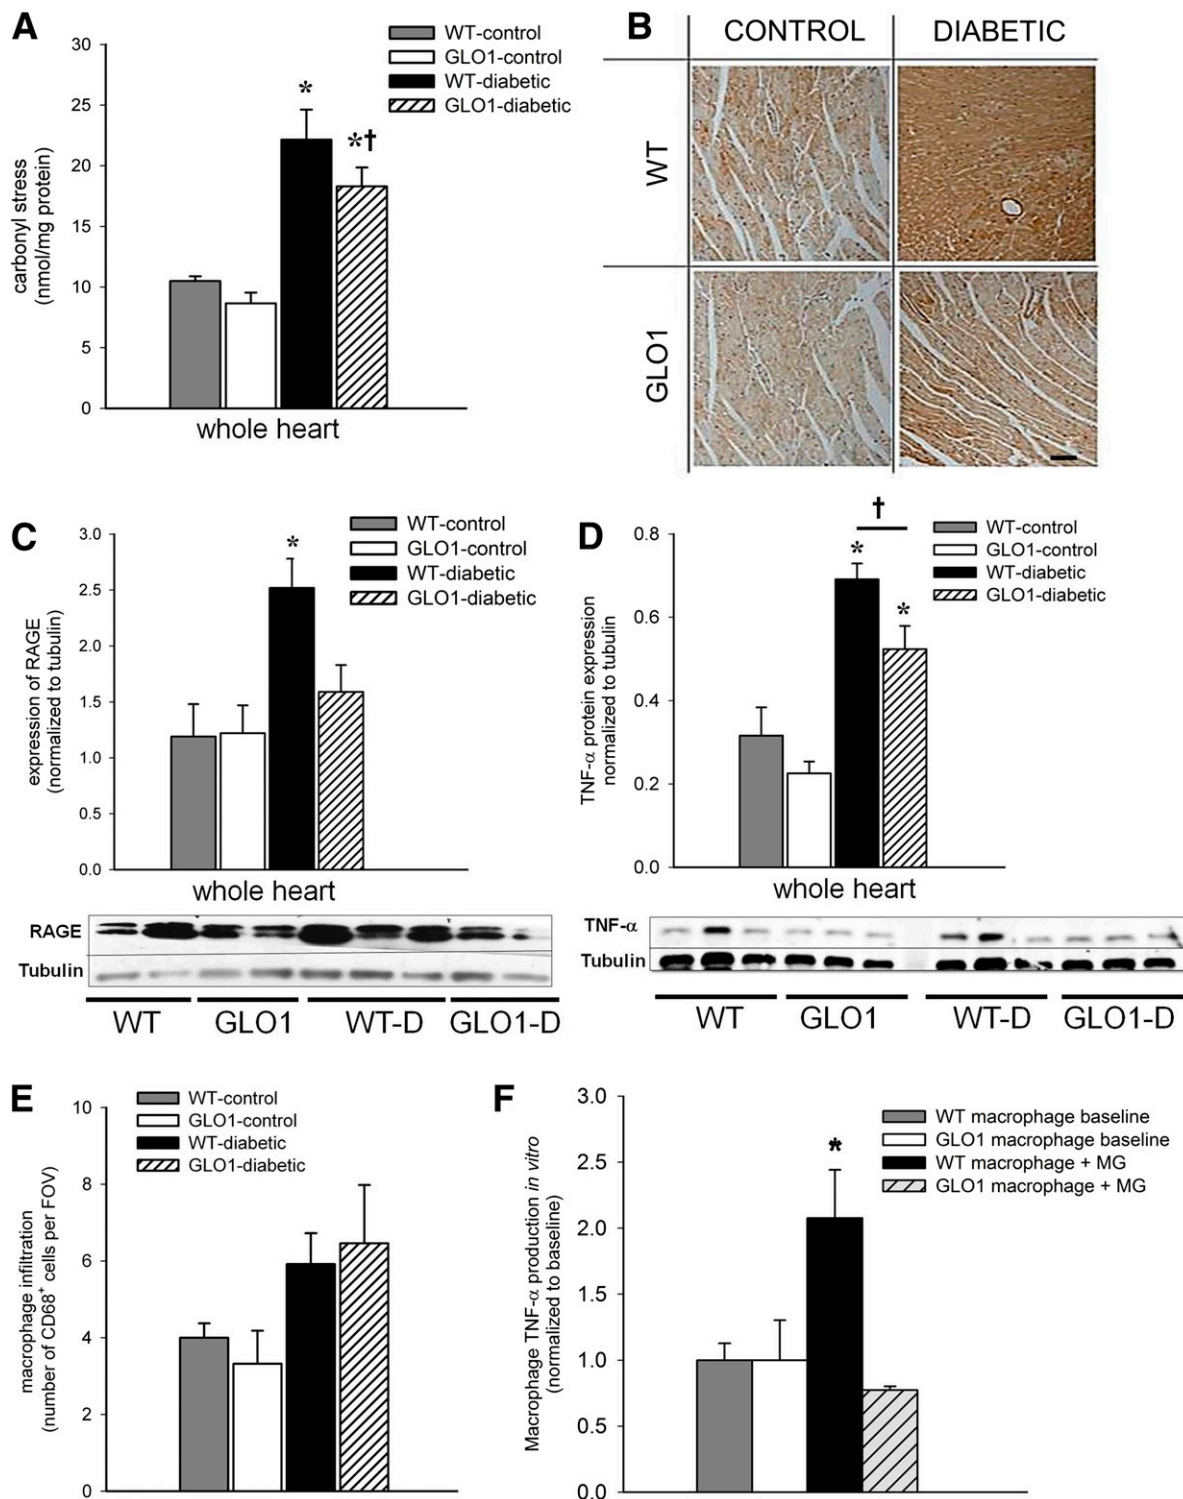 A
30
25
20
15
10
5
0
carbonyl stress
(nmol/mg protein)
WT-control
GLO1-control
WT-diabetic
GLO1-diabetic
*
*†
whole heart
B
CONTROL DIABETIC
WT
GLO1
C
3.0
2.5
2.0
1.5
1.0
0.5
0.0
expression of RAGE
(normalized to tubulin)
WT-control
GLO1-control
WT-diabetic
GLO1-diabetic
*
whole heart
RAGE
Tubulin
WT GLO1 WT-D GLO1-D
D
0.8
0.6
0.4
0.2
0.0
TNF-α protein expression
normalized to tubulin
†
*
*
WT-control
GLO1-control
WT-diabetic
GLO1-diabetic
whole heart
TNF-α
Tubulin
WT GLO1 WT-D GLO1-D
E
10
8
6
4
2
0
macrophage infiltration
(number of CD68⁺ cells per FOV)
WT-control
GLO1-control
WT-diabetic
GLO1-diabetic
F
3.0
2.5
2.0
1.5
1.0
0.5
0.0
Macrophage TNF-α production in vitro
(normalized to baseline)
*
WT macrophage baseline
GLO1 macrophage baseline
WT macrophage + MG
GLO1 macrophage + MG